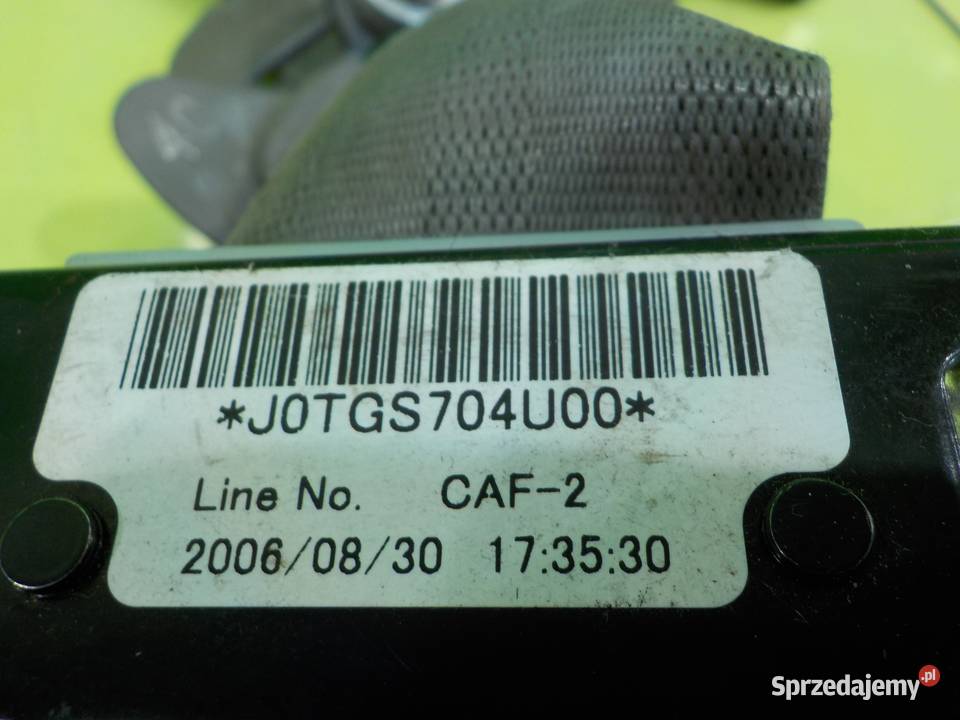 *J0TGS704U00*
Line No. CAF-2
2006/08/30 17:35:30
Sprzedajemy.pl